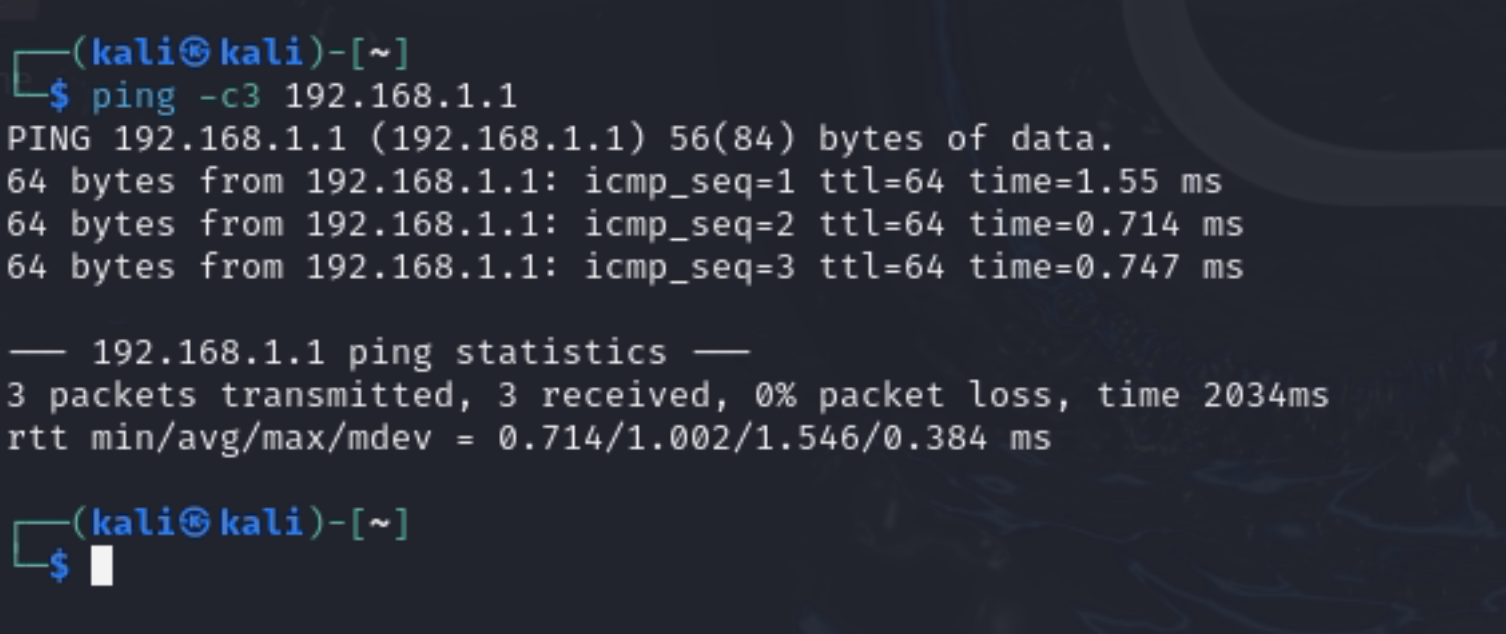 ┌──(kali㉿kali)-[~]
└─$ ping -c3 192.168.1.1
PING 192.168.1.1 (192.168.1.1) 56(84) bytes of data.
64 bytes from 192.168.1.1: icmp_seq=1 ttl=64 time=1.55 ms
64 bytes from 192.168.1.1: icmp_seq=2 ttl=64 time=0.714 ms
64 bytes from 192.168.1.1: icmp_seq=3 ttl=64 time=0.747 ms
--- 192.168.1.1 ping statistics ---
3 packets transmitted, 3 received, 0% packet loss, time 2034ms
rtt min/avg/max/mdev = 0.714/1.002/1.546/0.384 ms
┌──(kali㉿kali)-[~]
└─$